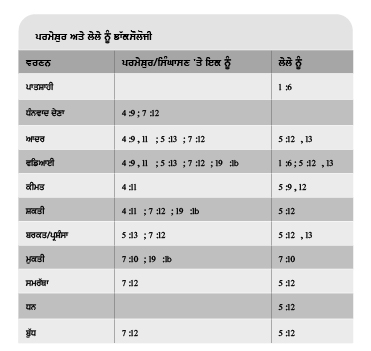 ਪਰਮੇਸ਼ੁਰ ਅਤੇ ਲੇਲੇ ਨੂੰ ਡਾੱਕਸੌਲੋਜੀ
ਵਰਣਨ ਪਰਮੇਸ਼ੁਰ/ਸਿੰਘਾਸਣ 'ਤੇ ਇਕ ਨੂੰ ਲੇਲੇ ਨੂੰ
ਪਾਤਸ਼ਾਹੀ 1 :6
ਧੰਨਵਾਦ ਦੇਣਾ 4 :9 ; 7 :12
ਆਦਰ 4 :9 , 11 ; 5 :13 ; 7 :12 5 :12 , 13
ਵਡਿਆਈ 4 :9 , 11 ; 5 :13 ; 7 :12 ; 19 :1b 1 :6 ; 5 :12 , 13
ਕੀਮਤ 4 :11 5 :9 , 12
ਸ਼ਕਤੀ 4 :11 ; 7 :12 ; 19 :1b 5 :12
ਬਰਕਤ/ਪ੍ਰਸ਼ੰਸਾ 5 :13 ; 7 :12 5 :12 , 13
ਮੁਕਤੀ 7 :10 ; 19 :1b 7 :10
ਸਮਰੱਥਾ 7 :12 5 :12
ਧਨ 5 :12
ਬੁੱਧ 7 :12 5 :12